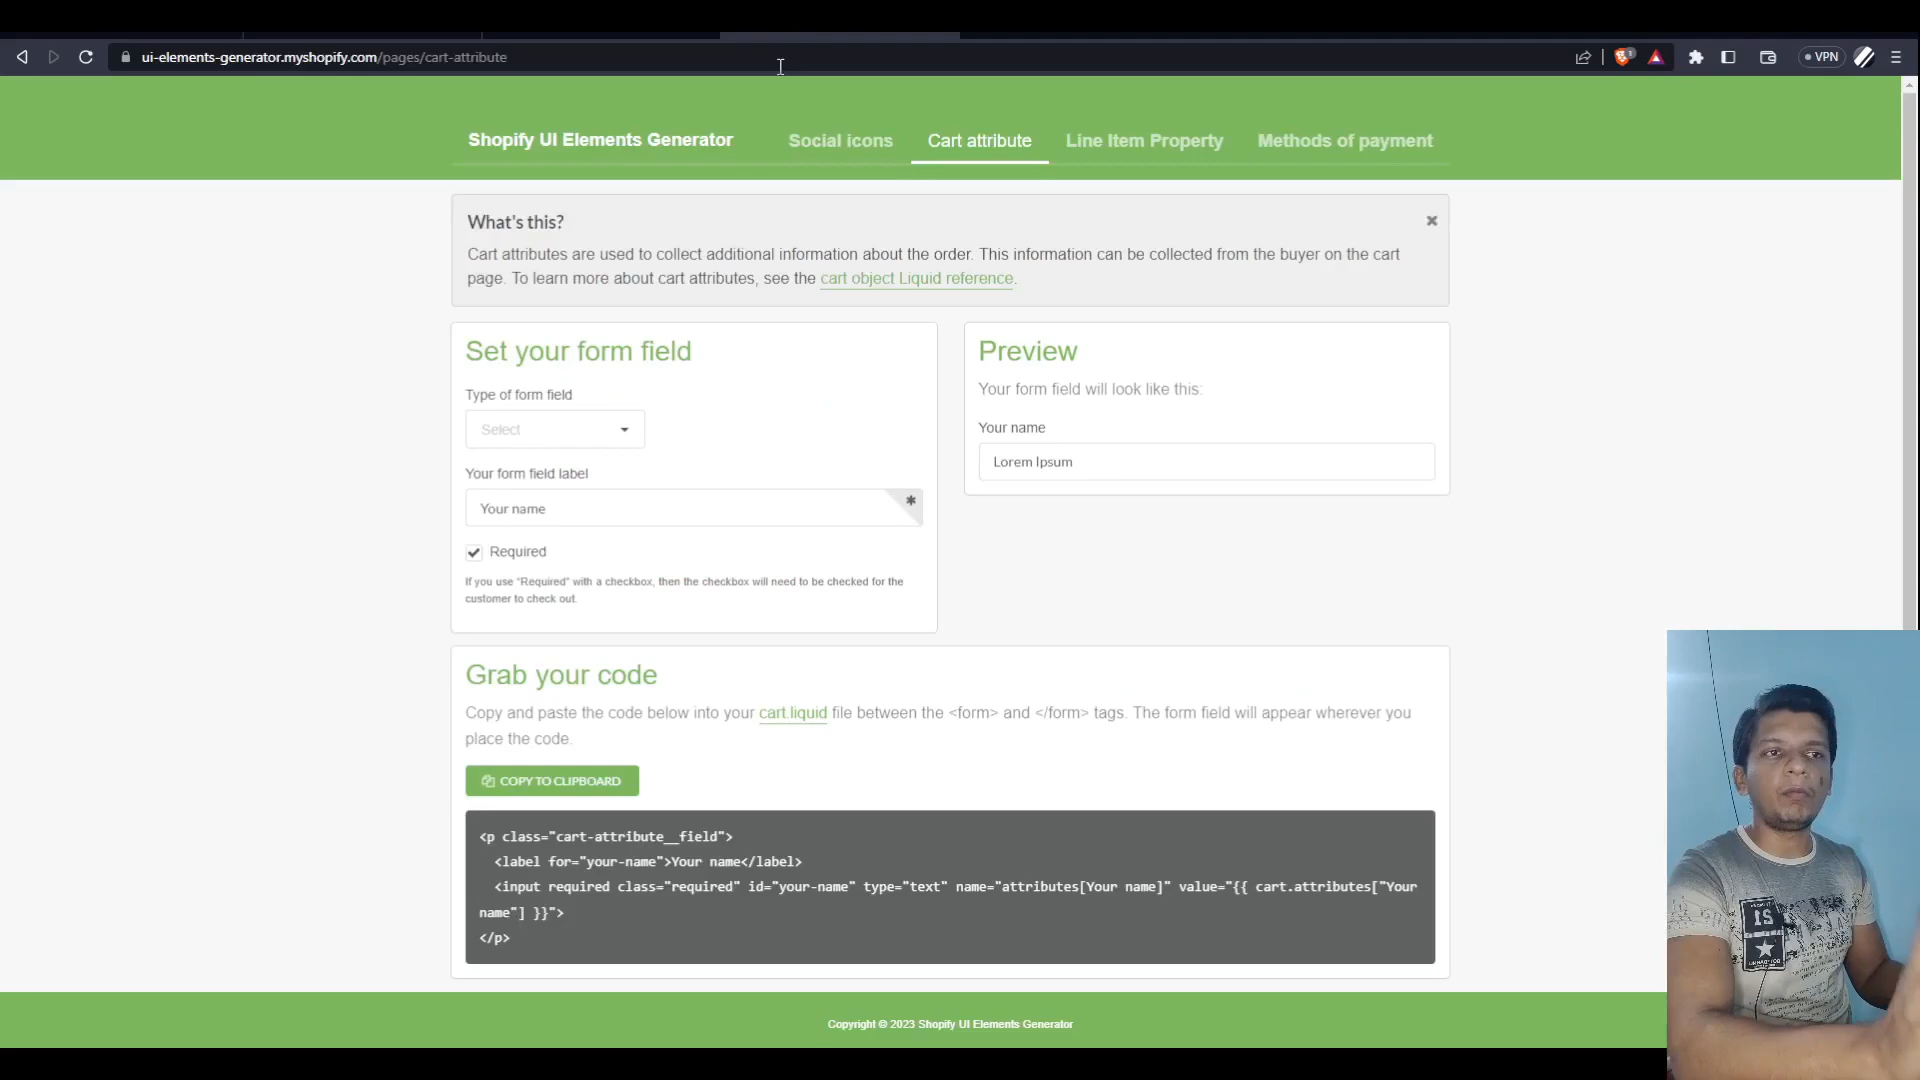 ui-elements-generator.myshopify.com/pages/cart-attribute
1
VPN
Shopify UI Elements Generator
Social icons
Cart attribute
Line Item Property
Methods of payment
What's this?
Cart attributes are used to collect additional information about the order. This information can be collected from the buyer on the cart
page. To learn more about cart attributes, see the cart object Liquid reference.
Set your form field
Type of form field
Select
Your form field label
Your name
*
Required
If you use "Required" with a checkbox, then the checkbox will need to be checked for the
customer to check out.
Preview
Your form field will look like this:
Your name
Lorem Ipsum
Grab your code
Copy and paste the code below into your cart.liquid file between the <form> and </form> tags. The form field will appear wherever you
place the code.
COPY TO CLIPBOARD
<p class="cart-attribute__field">
<label for="your-name">Your name</label>
<input required class="required" id="your-name" type="text" name="attributes[Your name]" value="{{ cart.attributes["Your
name"] }}">
</p>
Copyright © 2023 Shopify UI Elements Generator